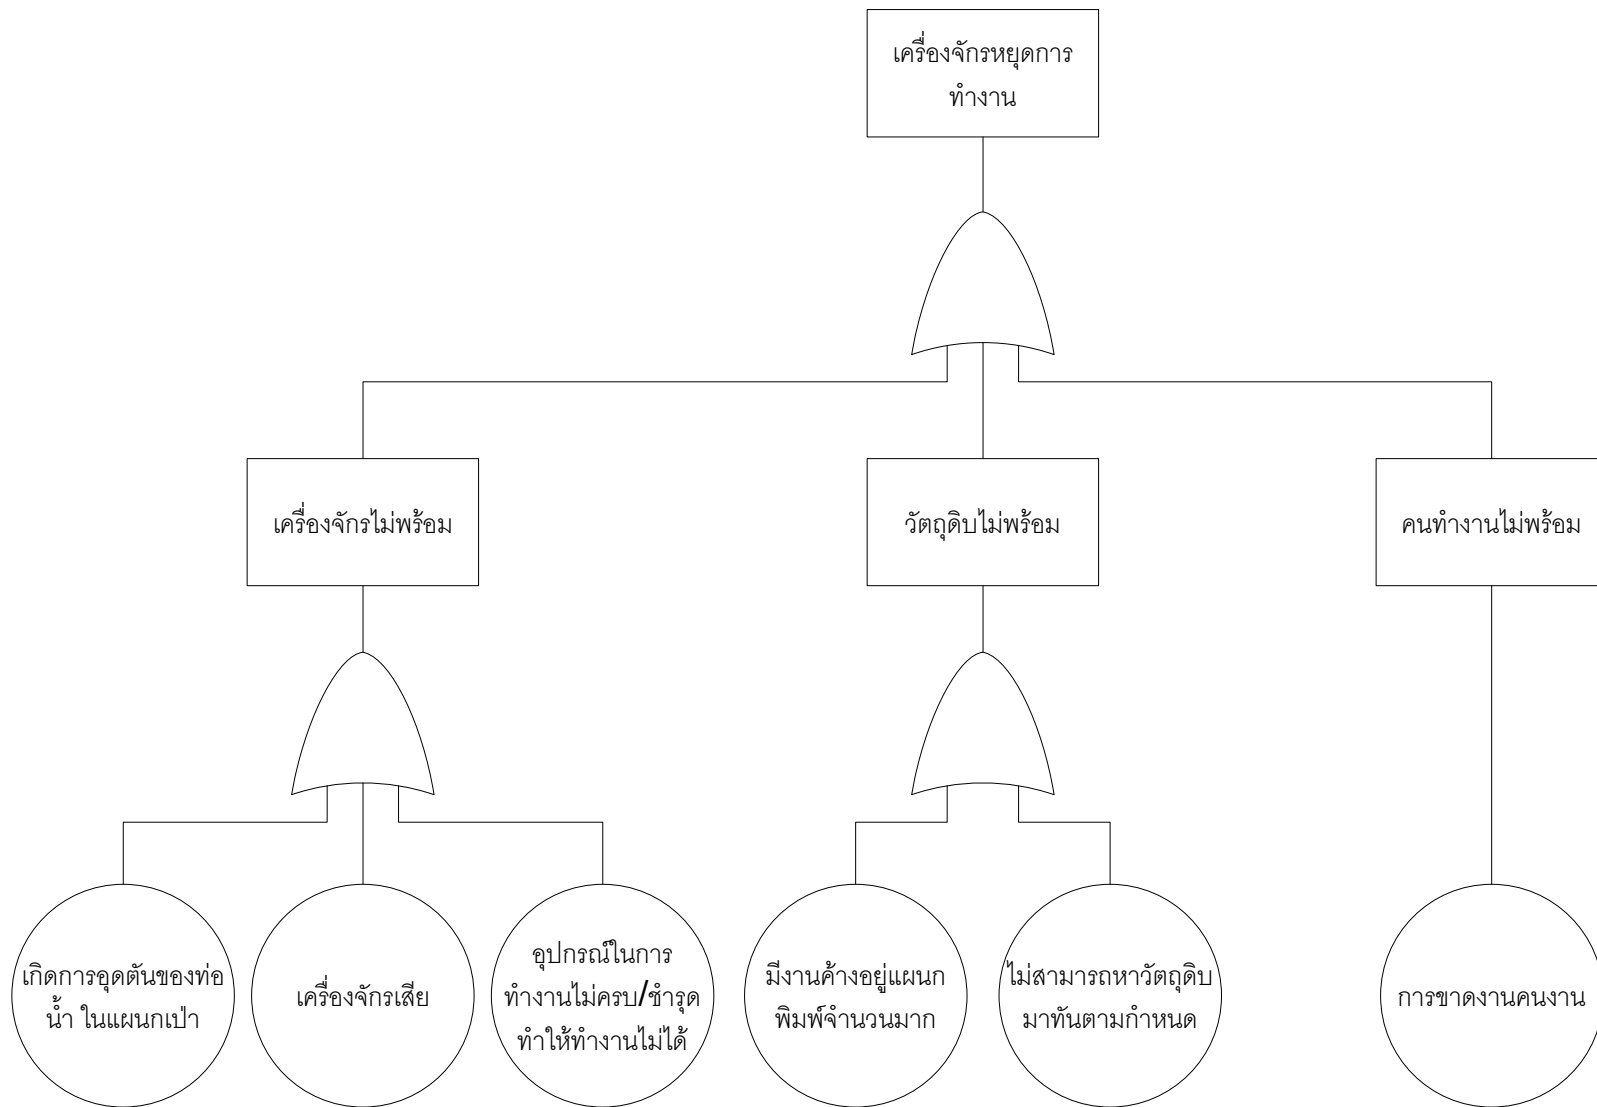 เครื่องจักรหยุดการ
ทำงาน
เครื่องจักรไม่พร้อม
วัตถุดิบไม่พร้อม
คนทำงานไม่พร้อม
เกิดการอุดตันของท่อ
น้ำ ในแผนกเป่า
เครื่องจักรเสีย
อุปกรณ์ในการ
ทำงานไม่ครบ/ชำรุด
ทำให้ทำงานไม่ได้
มีงานค้างอยู่แผนก
พิมพ์จำนวนมาก
ไม่สามารถหาวัตถุดิบ
มาทันตามกำหนด
การขาดงานคนงาน